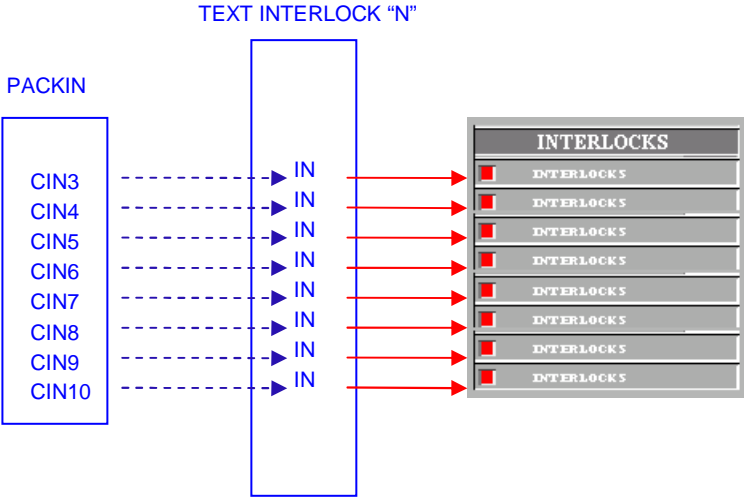 TEXT INTERLOCK “N”
PACKIN
INTERLOCKS
CIN3 IN INTERLOCKS
CIN4 IN INTERLOCKS
CIN5 IN INTERLOCKS
CIN6 IN INTERLOCKS
CIN7 IN INTERLOCKS
CIN8 IN INTERLOCKS
CIN9 IN INTERLOCKS
CIN10 IN INTERLOCKS